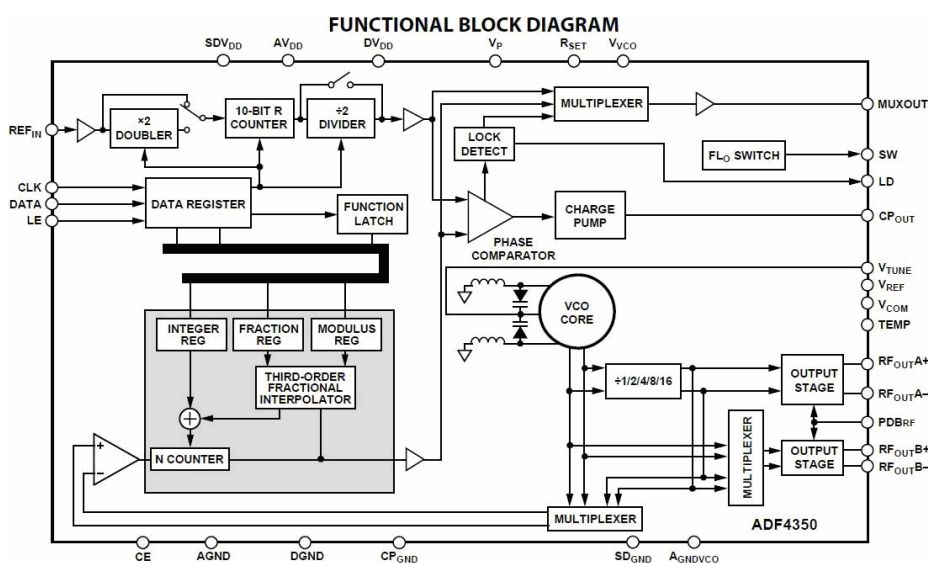 FUNCTIONAL BLOCK DIAGRAM
SDVDD
AVDD
DVDD
VP
RSET
VVCO
REFIN
×2
DOUBLER
10-BIT R
COUNTER
÷2
DIVIDER
MULTIPLEXER
MUXOUT
LOCK
DETECT
FLO SWITCH
SW
LD
CLK
DATA
LE
DATA REGISTER
FUNCTION
LATCH
CHARGE
PUMP
CPOUT
PHASE
COMPARATOR
VTUNE
VREF
VCOM
TEMP
VCO
CORE
INTEGER
REG
FRACTION
REG
MODULUS
REG
THIRD-ORDER
FRACTIONAL
INTERPOLATOR
÷1/2/4/8/16
OUTPUT
STAGE
RFOUTA+
RFOUTA–
PDBRF
+
–
+
N COUNTER
MULTIPLEXER
OUTPUT
STAGE
RFOUTB+
RFOUTB–
MULTIPLEXER
ADF4350
CE
AGND
DGND
CPGND
SDGND
AGNDVCO